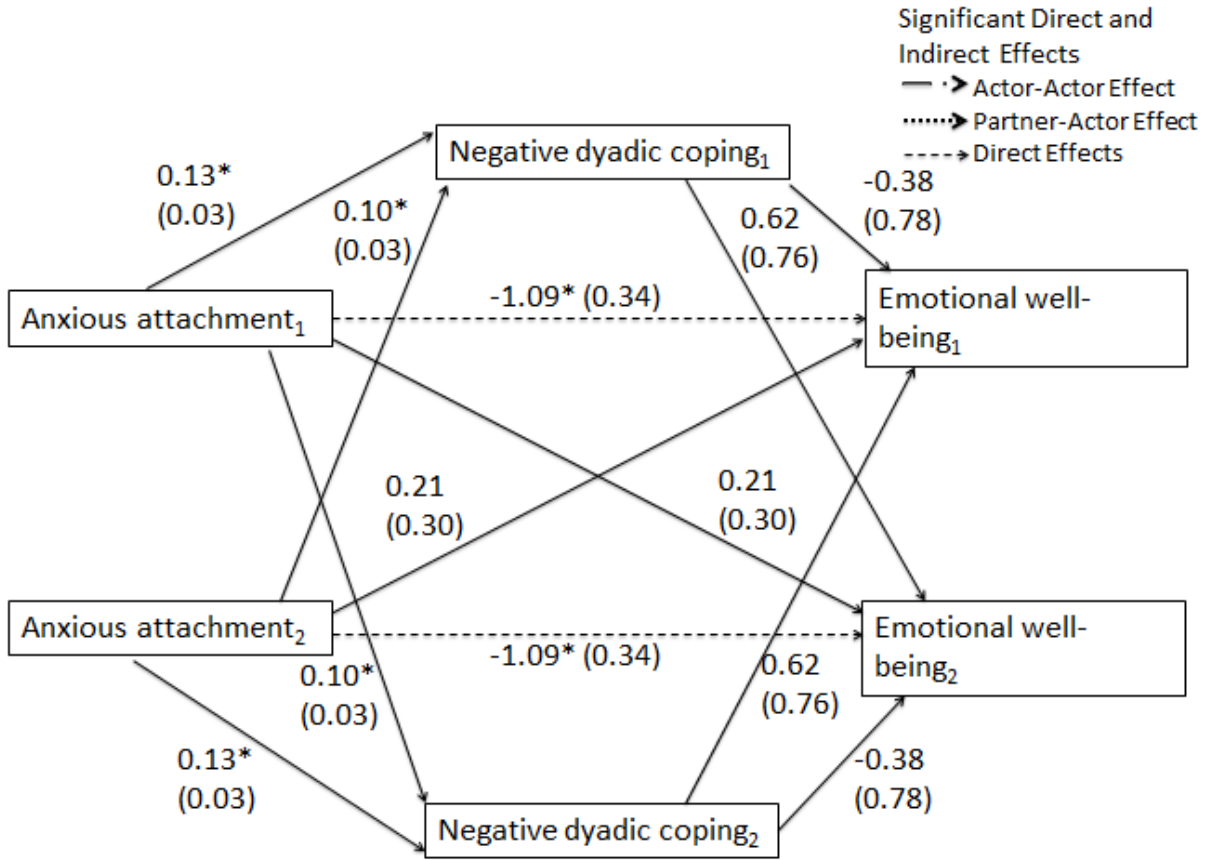 Significant Direct and
Indirect Effects
Actor-Actor Effect
Partner-Actor Effect
Direct Effects
Negative dyadic coping1
0.13*
(0.03)
0.10*
(0.03)
0.62
(0.76)
-0.38
(0.78)
Anxious attachment1
-1.09* (0.34)
Emotional well-
being1
0.21
(0.30)
0.21
(0.30)
Anxious attachment2
-1.09* (0.34)
Emotional well-
being2
0.10*
(0.03)
0.62
(0.76)
0.13*
(0.03)
-0.38
(0.78)
Negative dyadic coping2